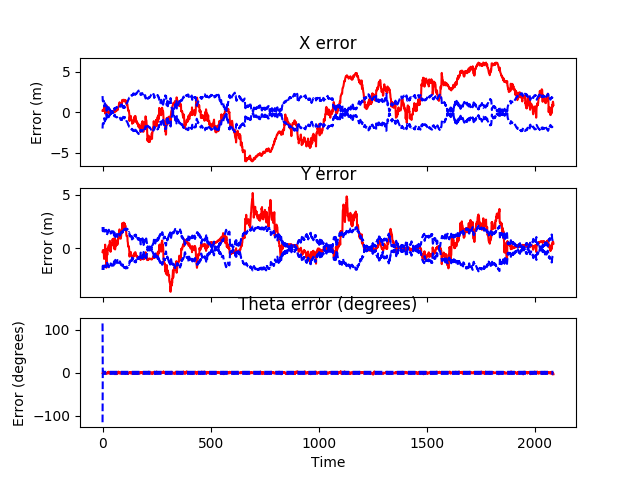 X error
5
0
−5
Error (m)
Y error
5
0
Error (m)
Theta error (degrees)
100
0
−100
Error (degrees)
0 500 1000 1500 2000
Time